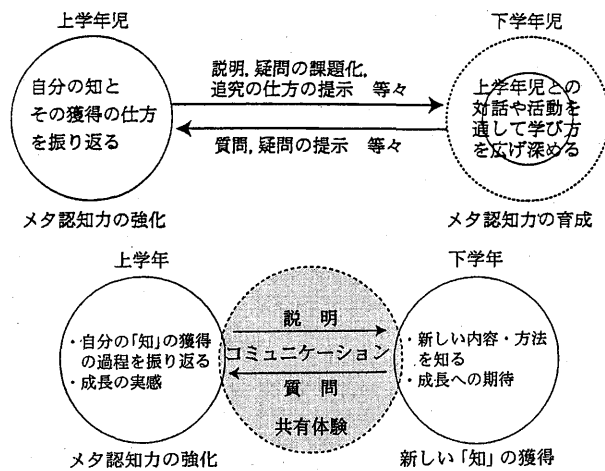 上学年児
下学年児
自分の知と
その獲得の仕方
を振り返る
説明，疑問の課題化，
追究の仕方の提示　等々
質問，疑問の提示　等々
上学年児との
対話や活動を
通して学び方
を広げ深める
メタ認知力の強化
メタ認知力の育成
上学年
下学年
・自分の「知」の獲得
の過程を振り返る
・成長の実感
説　明
コミュニケーション
質　問
共有体験
・新しい内容・方法
を知る
・成長への期待
メタ認知力の強化
新しい「知」の獲得